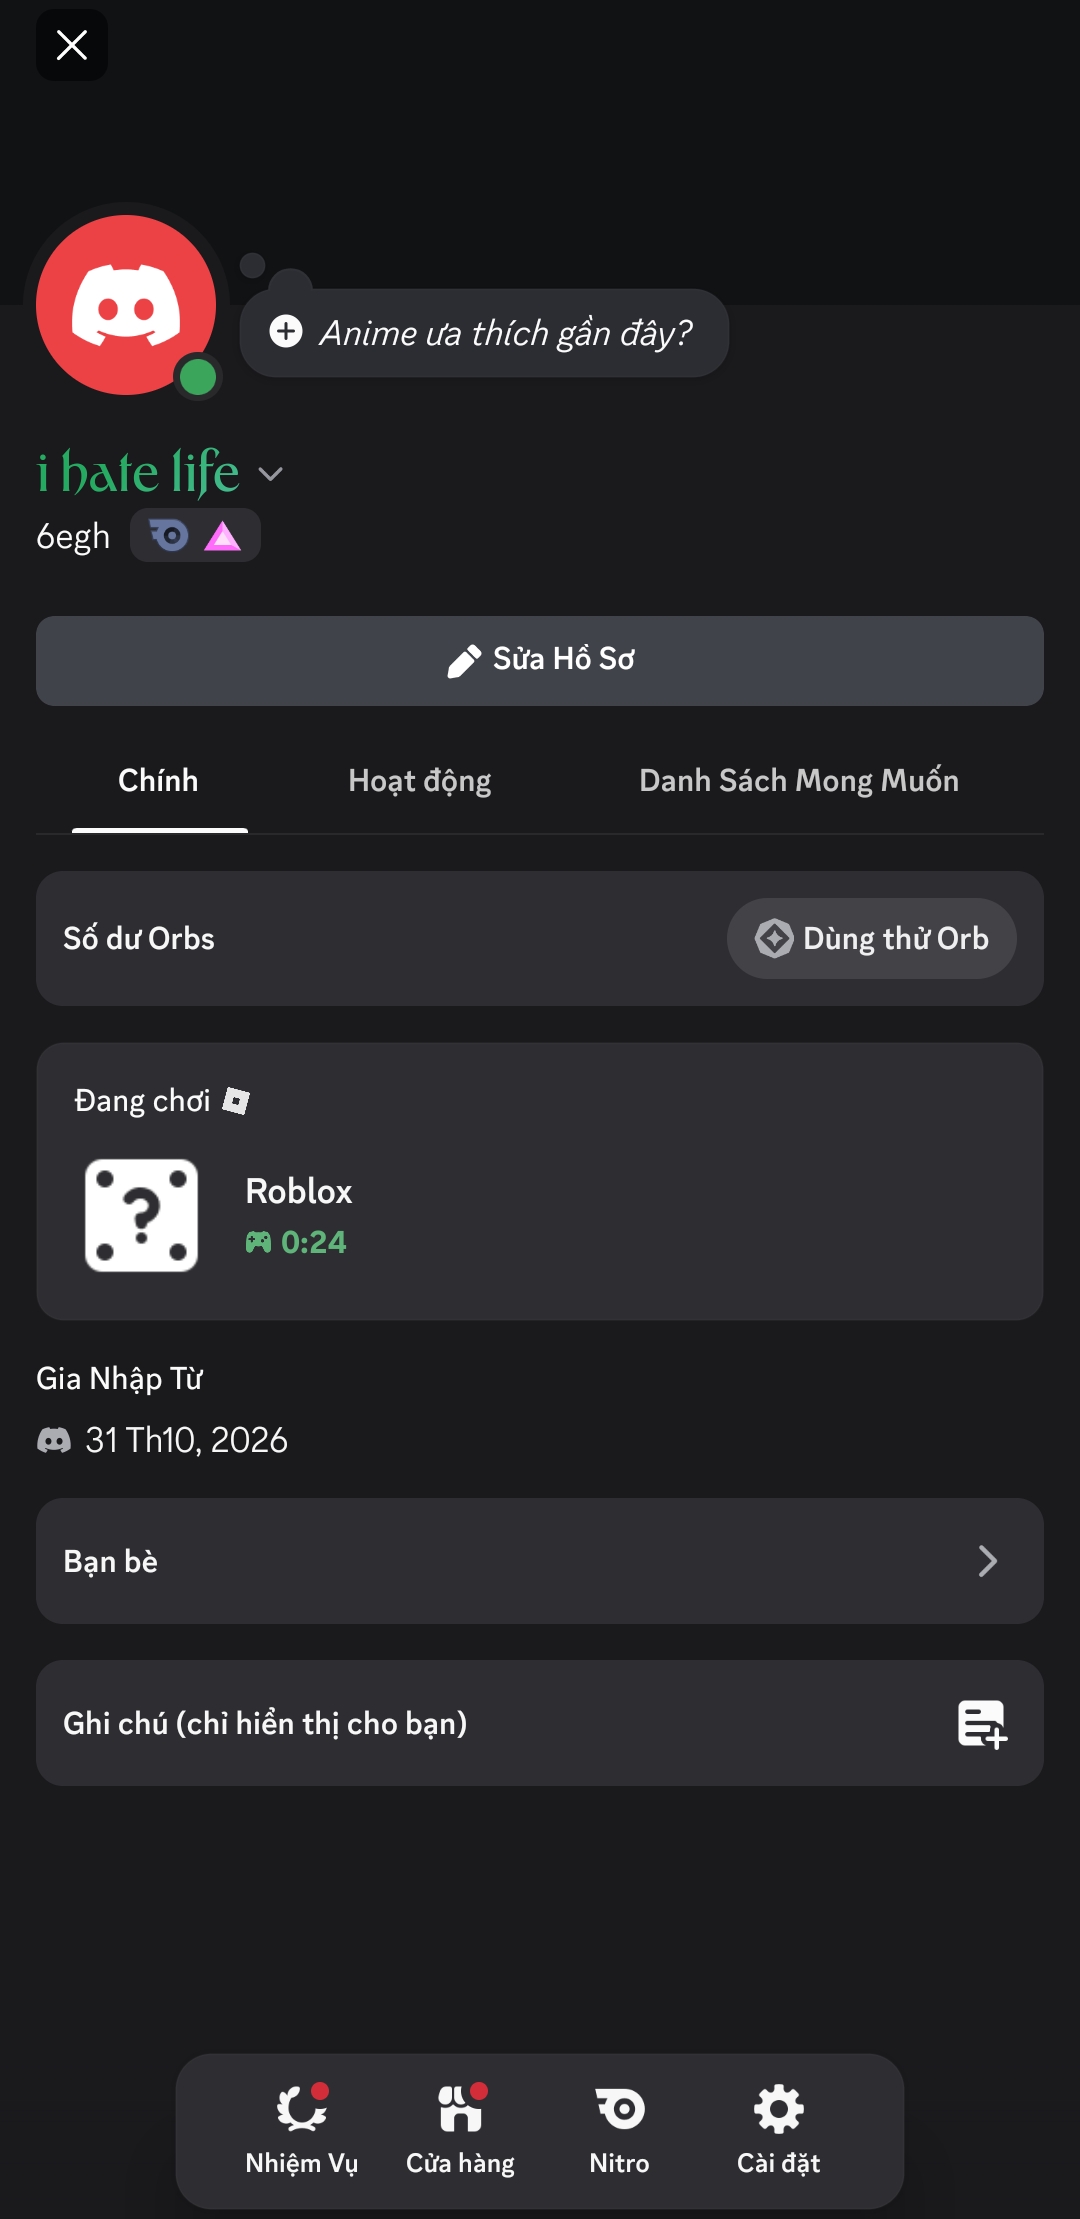 Anime ưa thích gần đây?
i hate life
6egh
Sửa Hồ Sơ
Chính
Hoạt động
Danh Sách Mong Muốn
Số dư Orbs
Dùng thử Orb
Đang chơi
Roblox
0:24
Gia Nhập Từ
31 Th10, 2026
Bạn bè
Ghi chú (chỉ hiển thị cho bạn)
Nhiệm Vụ
Cửa hàng
Nitro
Cài đặt